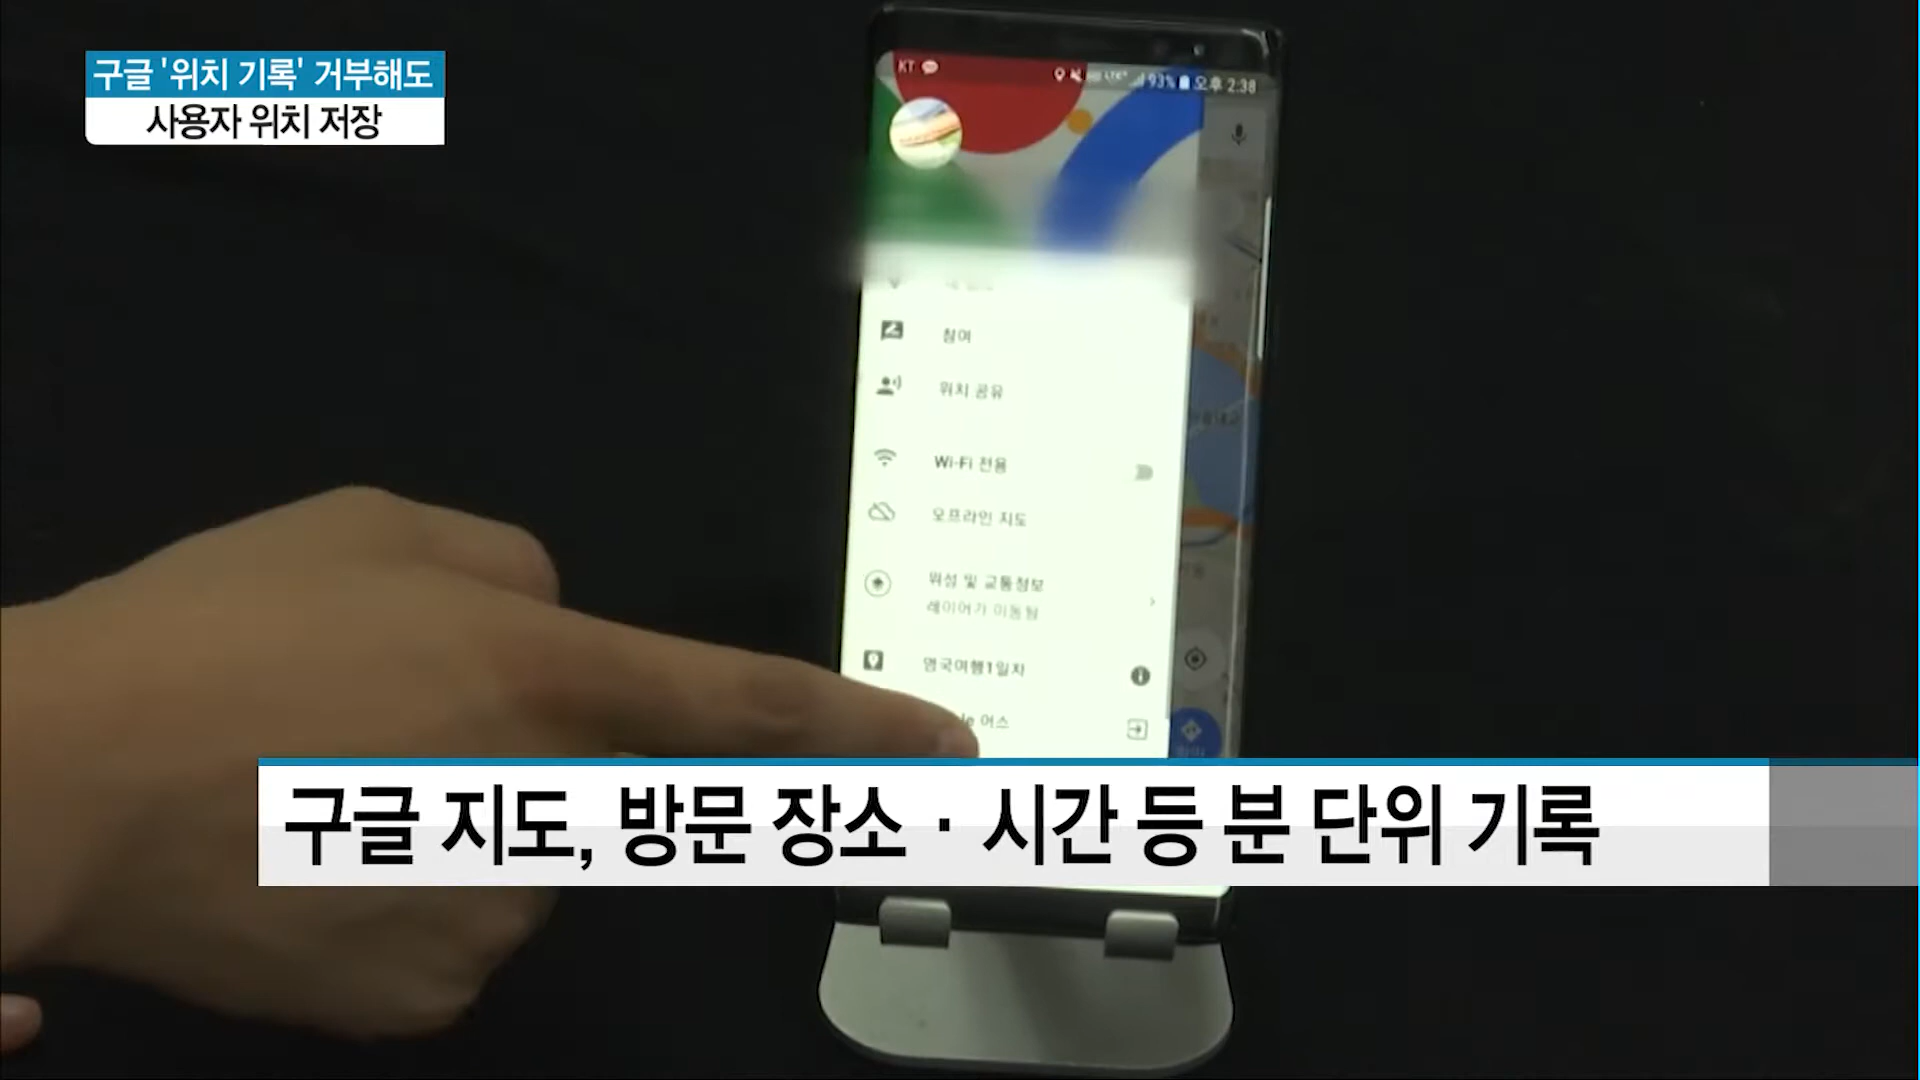 구글 '위치 기록' 거부해도
사용자 위치 저장
KT
LTE+ 93% 오후 2:38
참여
위치 공유
Wi-Fi 전용
오프라인 지도
위성 및 교통정보
레이어가 이동됨
영국여행1일차
어스
구글 지도, 방문 장소 · 시간 등 분 단위 기록